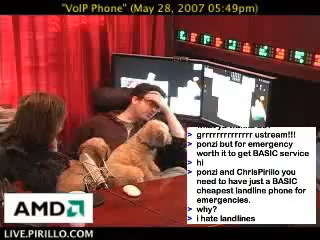 "VoIP Phone" (May 28, 2007 05:49pm)
> grrrrrrrrrrrrr ustream!!!
> ponzi but for emergency
worth it to get BASIC service
> hi
> ponzi and ChrisPirillo you
need to have just a BASIC
cheapest landline phone for
emergencies.
> why?
> i hate landlines
AMD
LIVE.PIRILLO.COM